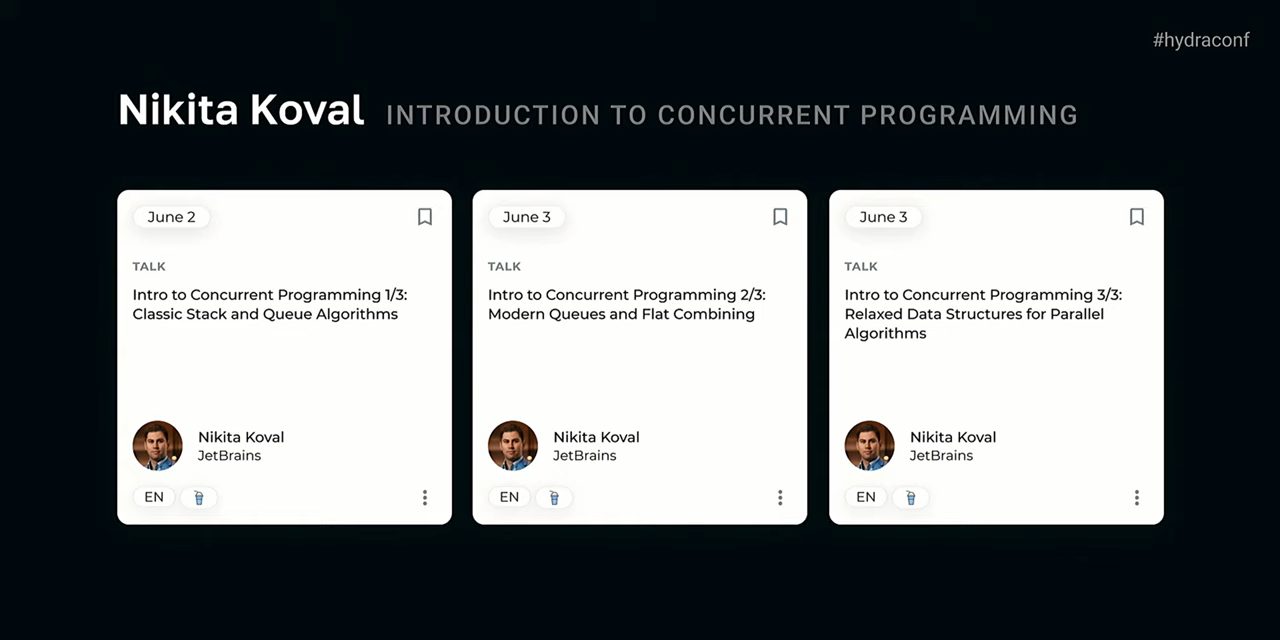 #hydraconf
Nikita Koval INTRODUCTION TO CONCURRENT PROGRAMMING
June 2
TALK
Intro to Concurrent Programming 1/3:
Classic Stack and Queue Algorithms
Nikita Koval
JetBrains
EN
June 3
TALK
Intro to Concurrent Programming 2/3:
Modern Queues and Flat Combining
Nikita Koval
JetBrains
EN
June 3
TALK
Intro to Concurrent Programming 3/3:
Relaxed Data Structures for Parallel
Algorithms
Nikita Koval
JetBrains
EN